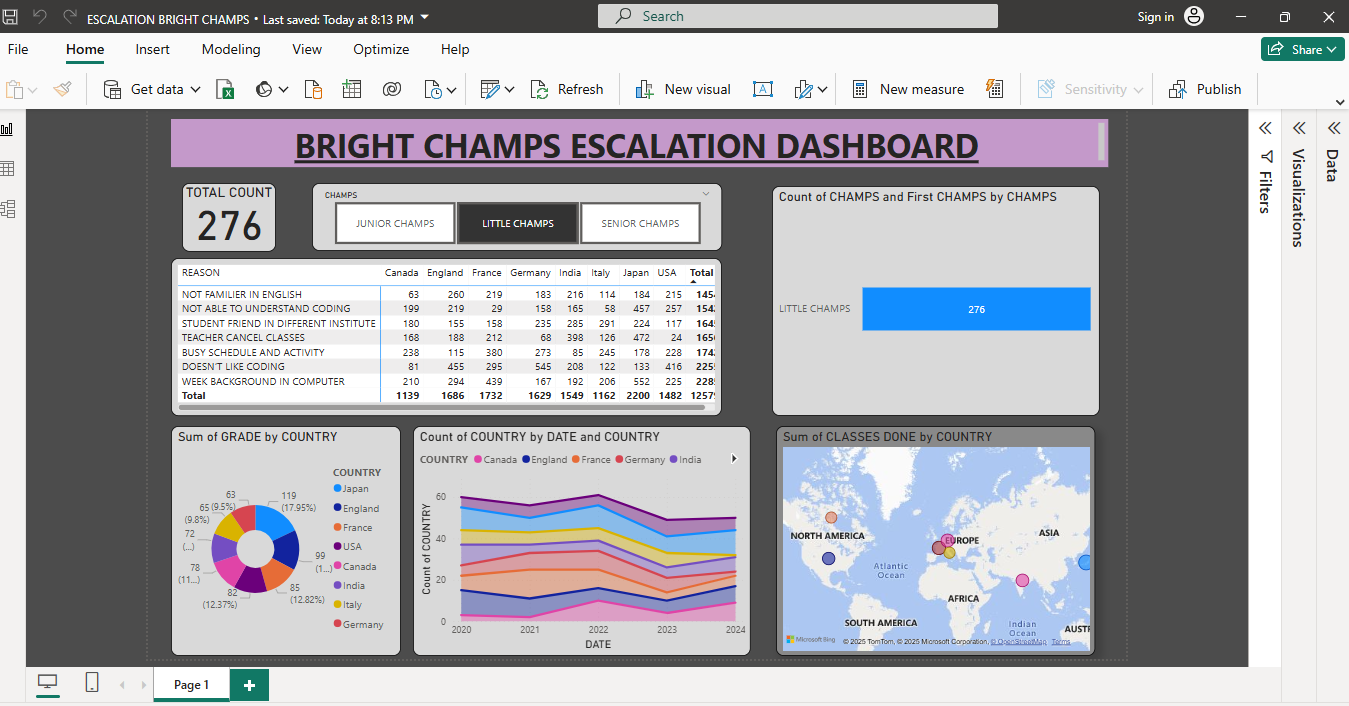 ESCALATION BRIGHT CHAMPS • Last saved: Today at 8:13 PM
Search
Sign in
File Home Insert Modeling View Optimize Help
Share
Get data
Refresh
New visual
New measure
Sensitivity
Publish
BRIGHT CHAMPS ESCALATION DASHBOARD
TOTAL COUNT
276
CHAMPS
JUNIOR CHAMPS LITTLE CHAMPS SENIOR CHAMPS
REASON Canada England France Germany India Italy Japan USA Total
NOT FAMILIER IN ENGLISH 63 260 219 183 216 114 184 215 145
NOT ABLE TO UNDERSTAND CODING 199 219 29 158 165 58 457 257 154
STUDENT FRIEND IN DIFFERENT INSTITUTE 180 155 158 235 285 291 224 117 164
TEACHER CANCEL CLASSES 168 188 212 68 398 126 472 24 165
BUSY SCHEDULE AND ACTIVITY 238 115 380 273 85 245 178 228 174
DOESN'T LIKE CODING 81 455 295 545 208 122 133 416 225
WEEK BACKGROUND IN COMPUTER 210 294 439 167 192 206 552 225 228
Total 1139 1686 1732 1629 1549 1162 2200 1482 12579
Count of CHAMPS and First CHAMPS by CHAMPS
LITTLE CHAMPS 276
Sum of GRADE by COUNTRY
COUNTRY
Japan
England
France
USA
Canada
India
Italy
Germany
119
(17.95%)
99
(1...)
85
(12.82%)
82
(12.37%)
78
(11...)
72
(...)
65
(9.8%)
63
(9.5%)
Count of COUNTRY by DATE and COUNTRY
COUNTRY Canada England France Germany India
Count of COUNTRY
60
40
20
0
2020 2021 2022 2023 2024
DATE
Sum of CLASSES DONE by COUNTRY
NORTH AMERICA
EUROPE
ASIA
Atlantic
Ocean
AFRICA
SOUTH AMERICA
Indian
Ocean
AUSTR
Microsoft Bing
© 2025 TomTom, © 2025 Microsoft Corporation, © OpenStreetMap Terms
Filters
Visualizations
Data
Page 1